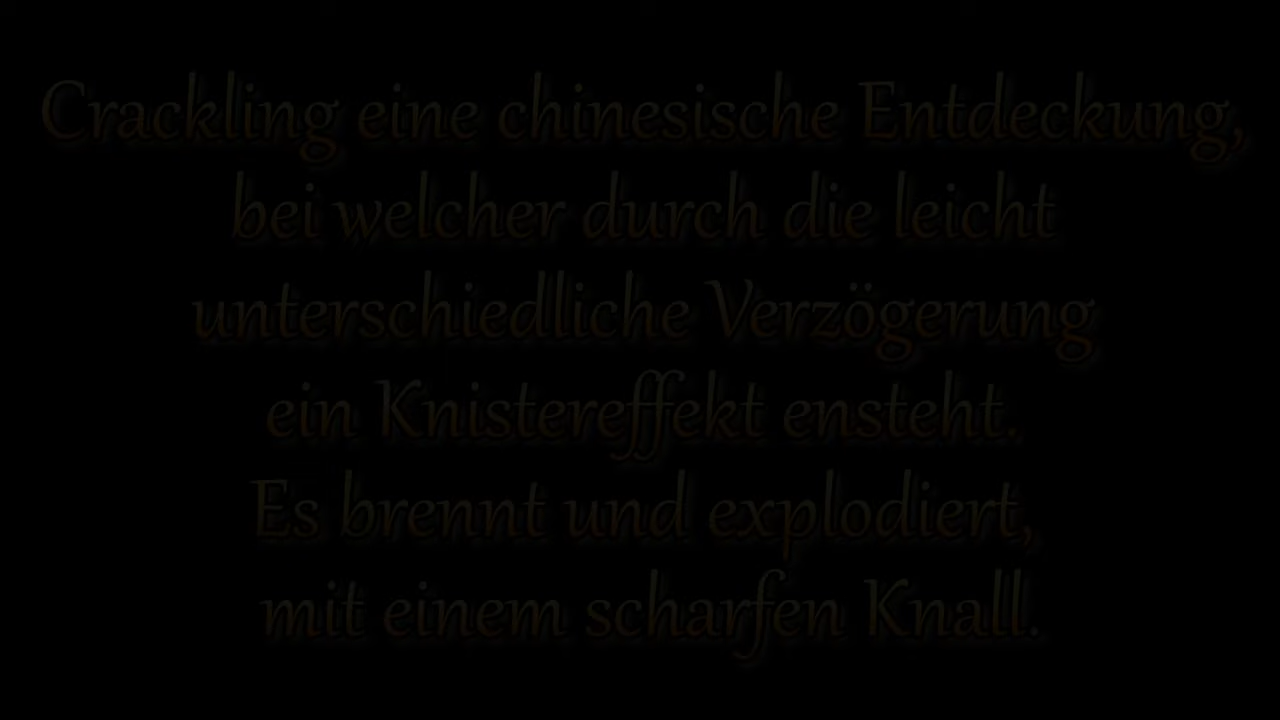 Crackling eine chinesische Entdeckung,
bei welcher durch die leicht
unterschiedliche Verzögerung
ein Knistereffekt ensteht.
Es brennt und explodiert,
mit einem scharfen Knall.